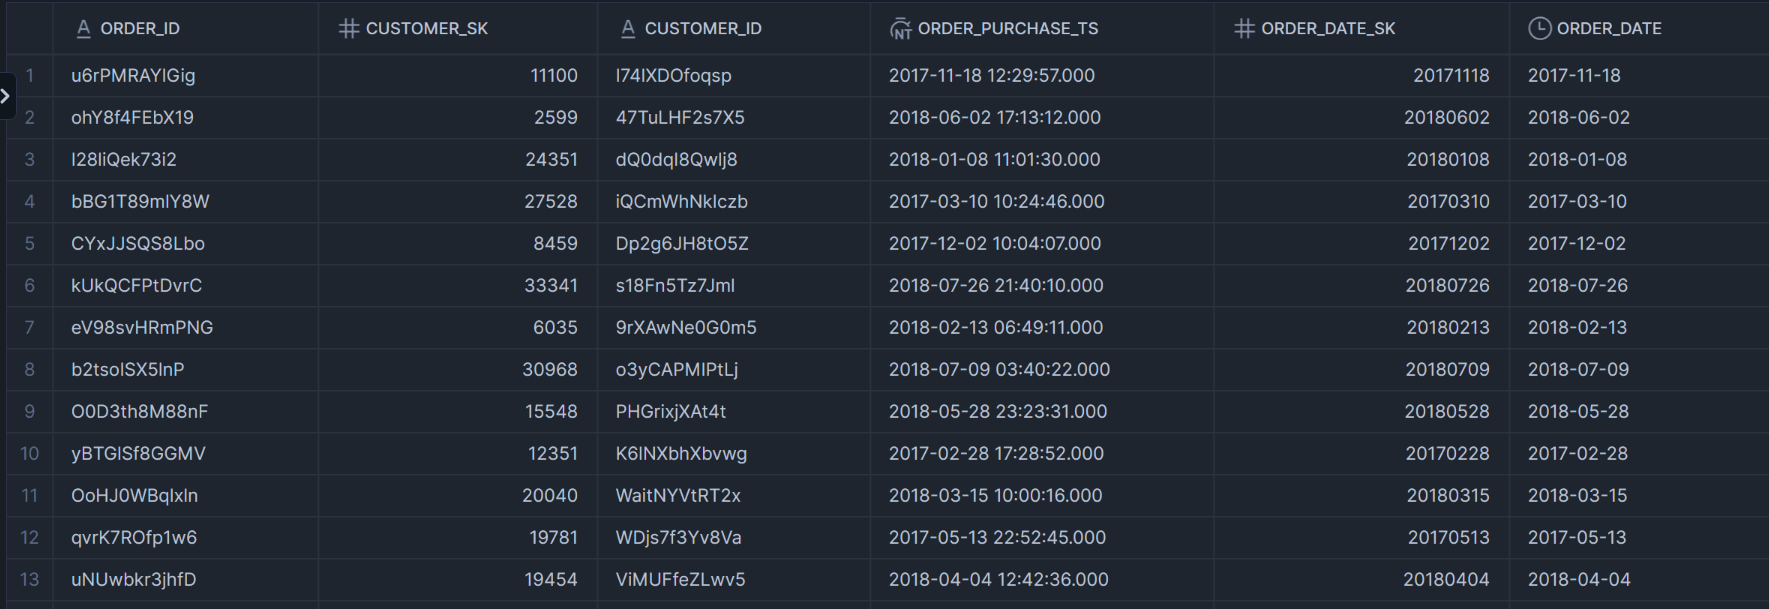 ORDER_ID CUSTOMER_SK CUSTOMER_ID ORDER_PURCHASE_TS ORDER_DATE_SK ORDER_DATE
1 u6rPMRAYIGig 11100 I74IXDOfoqsp 2017-11-18 12:29:57.000 20171118 2017-11-18
2 ohY8f4FEbX19 2599 47TuLHF2s7X5 2018-06-02 17:13:12.000 20180602 2018-06-02
3 I28liQek73i2 24351 dQ0dqI8Qwlj8 2018-01-08 11:01:30.000 20180108 2018-01-08
4 bBG1T89mIY8W 27528 iQCmWhNkIczb 2017-03-10 10:24:46.000 20170310 2017-03-10
5 CYxJJSQS8Lbo 8459 Dp2g6JH8tO5Z 2017-12-02 10:04:07.000 20171202 2017-12-02
6 kUkQCFPtDvrC 33341 s18Fn5Tz7JmI 2018-07-26 21:40:10.000 20180726 2018-07-26
7 eV98svHRmPNG 6035 9rXAwNe0G0m5 2018-02-13 06:49:11.000 20180213 2018-02-13
8 b2tsoISX5InP 30968 o3yCAPMIPtLj 2018-07-09 03:40:22.000 20180709 2018-07-09
9 O0D3th8M88nF 15548 PHGrixjXAt4t 2018-05-28 23:23:31.000 20180528 2018-05-28
10 yBTGISf8GGMV 12351 K6INXbhXbvwg 2017-02-28 17:28:52.000 20170228 2017-02-28
11 OoHJ0WBqIxIn 20040 WaitNYVtRT2x 2018-03-15 10:00:16.000 20180315 2018-03-15
12 qvrK7ROfp1w6 19781 WDjs7f3Yv8Va 2017-05-13 22:52:45.000 20170513 2017-05-13
13 uNUwbkr3jhfD 19454 ViMUFfeZLwv5 2018-04-04 12:42:36.000 20180404 2018-04-04